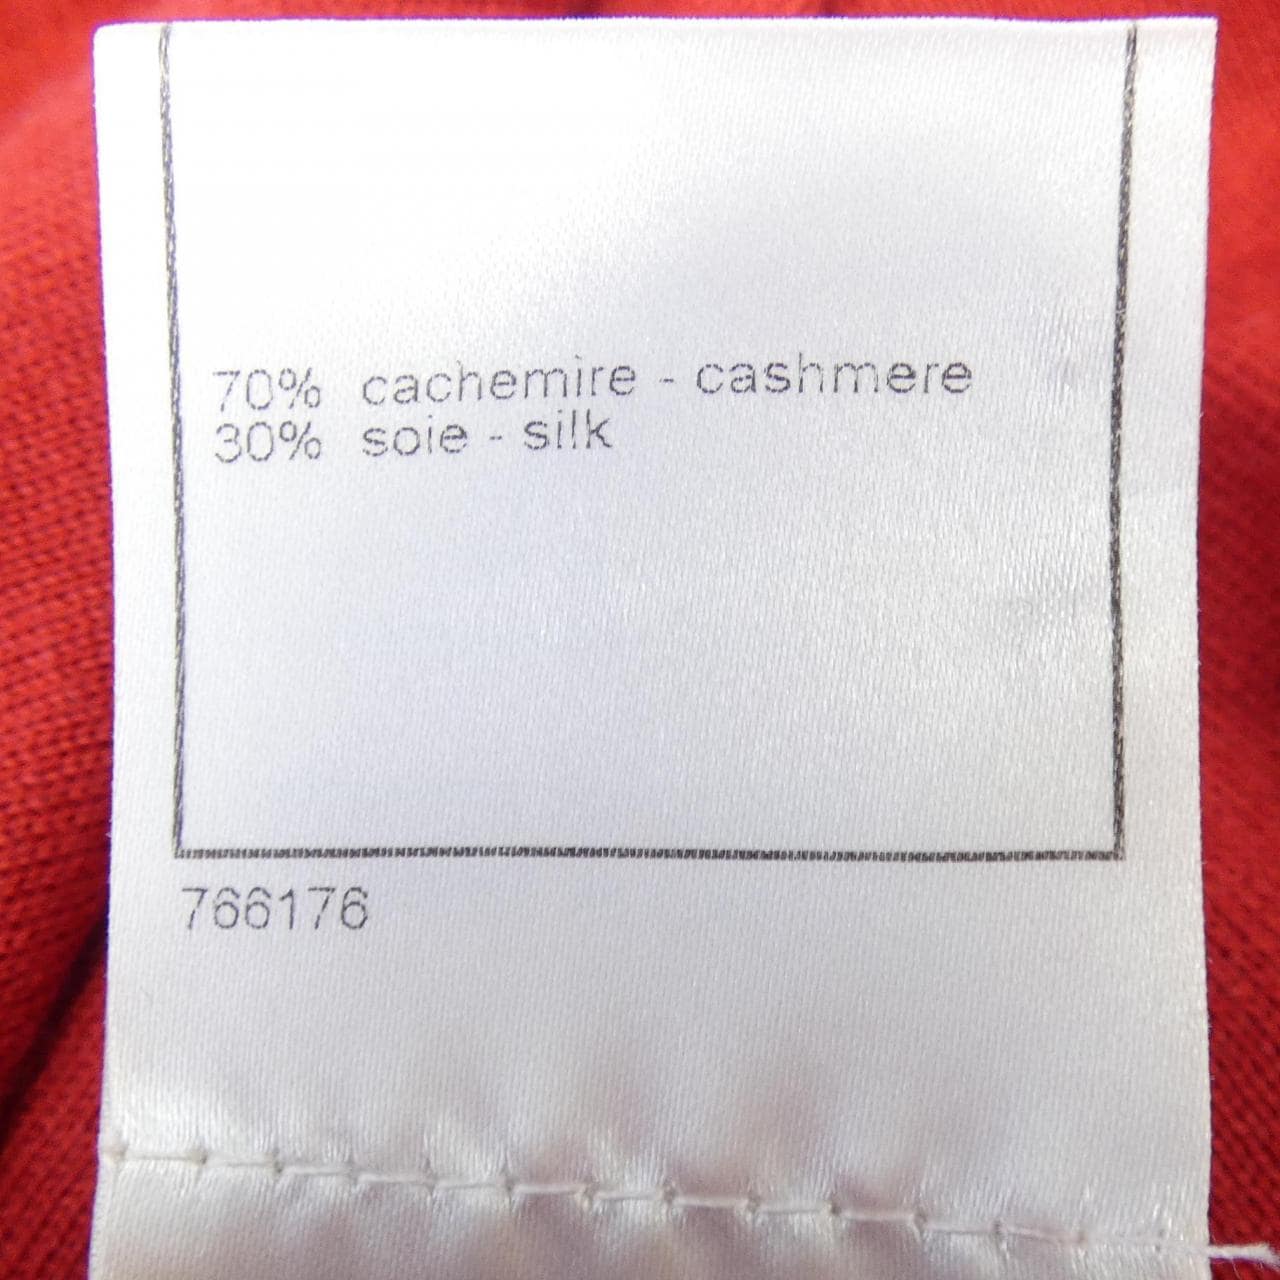 70% cachemire - cashmere
30% soie - silk
766176